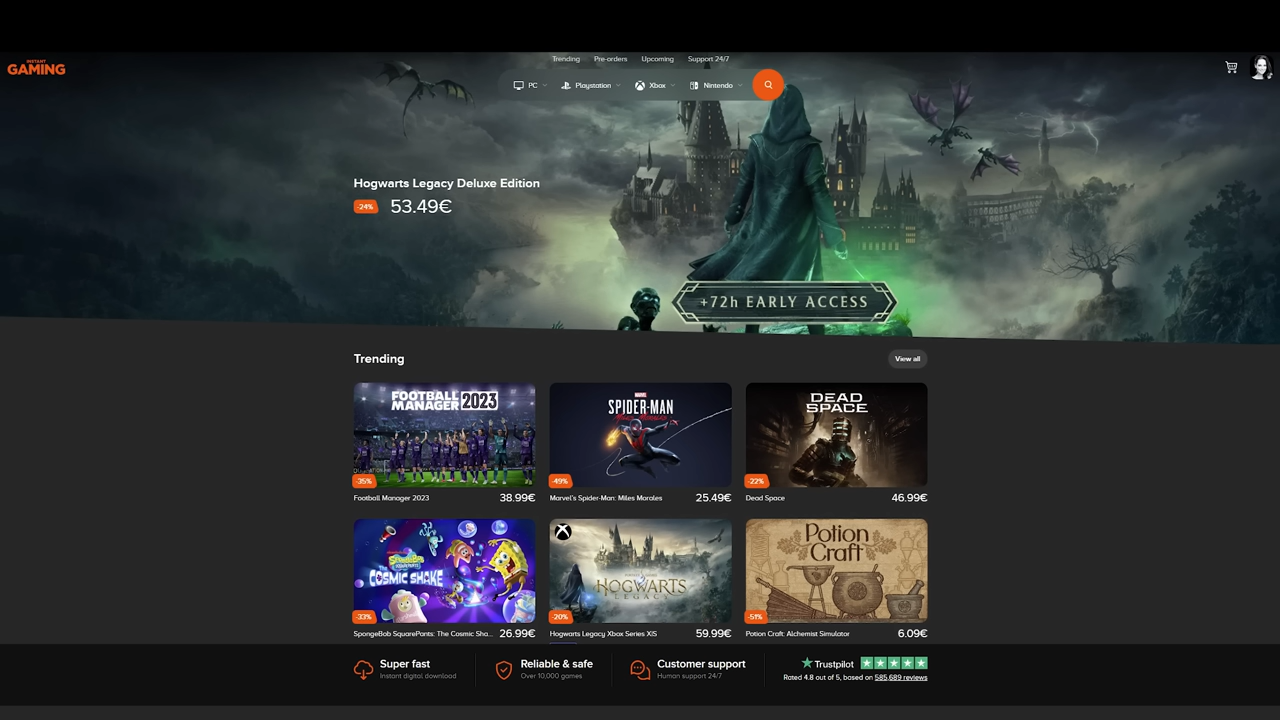 INSTANT
GAMING
Trending Pre-orders Upcoming Support 24/7
PC Playstation Xbox Nintendo
Hogwarts Legacy Deluxe Edition
-24% 53.49€
+72h EARLY ACCESS
Trending View all
FOOTBALL
MANAGER 2023
MARVEL
SPIDER-MAN
MILES MORALES
DEAD
SPACE
-35% -49% -22%
Football Manager 2023 38.99€ Marvel's Spider-Man: Miles Morales 25.49€ Dead Space 46.99€
SpongeBob
SQUAREPANTS
THE
COSMIC SHAKE
HOGWARTS
LEGACY
Potion
Craft
-33% -20% -51%
SpongeBob SquarePants: The Cosmic Sha... 26.99€ Hogwarts Legacy Xbox Series X|S 59.99€ Potion Craft: Alchemist Simulator 6.09€
Super fast Reliable & safe Customer support Trustpilot
Instant digital download Over 10,000 games Human support 24/7 Rated 4.8 out of 5, based on 585,689 reviews